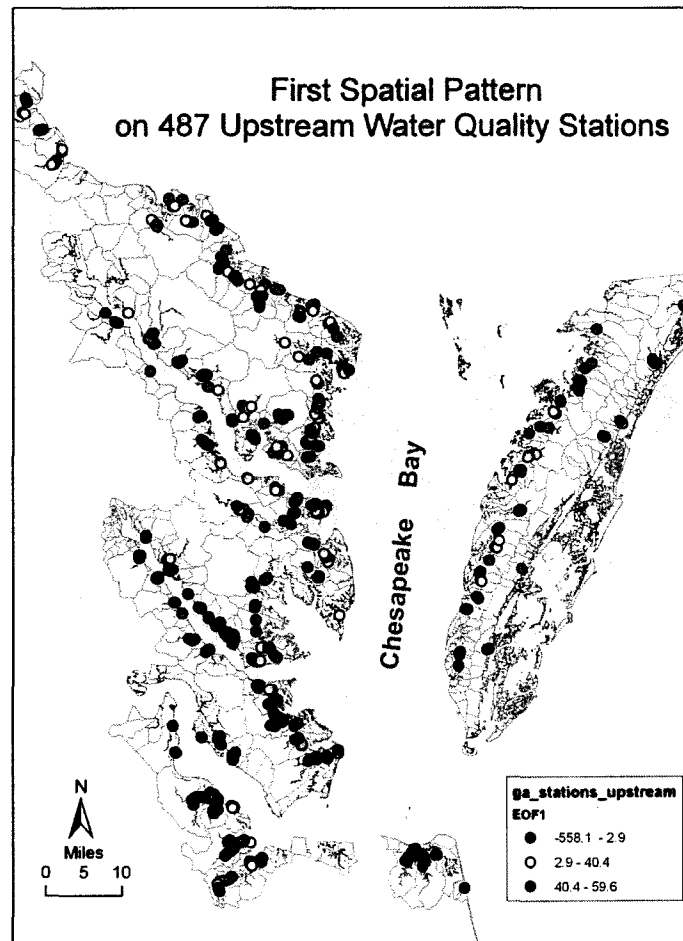 First Spatial Pattern
on 487 Upstream Water Quality Stations
Chesapeake Bay
N
Miles
0 5 10
ga_stations_upstream
EOF1
-558.1 - 2.9
2.9 - 40.4
40.4 - 59.6